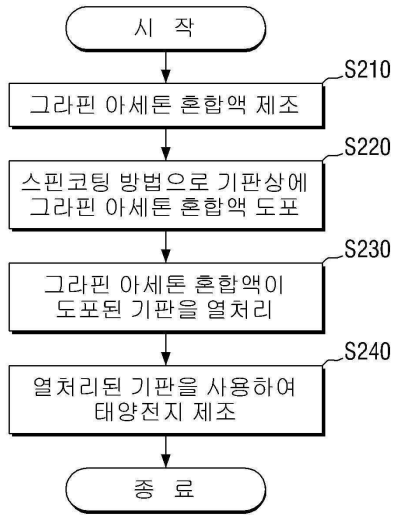 시 작
S210
그라핀 아세톤 혼합액 제조
S220
스핀코팅 방법으로 기판상에
그라핀 아세톤 혼합액 도포
S230
그라핀 아세톤 혼합액이
도포된 기판을 열처리
S240
열처리된 기판을 사용하여
태양전지 제조
종 료